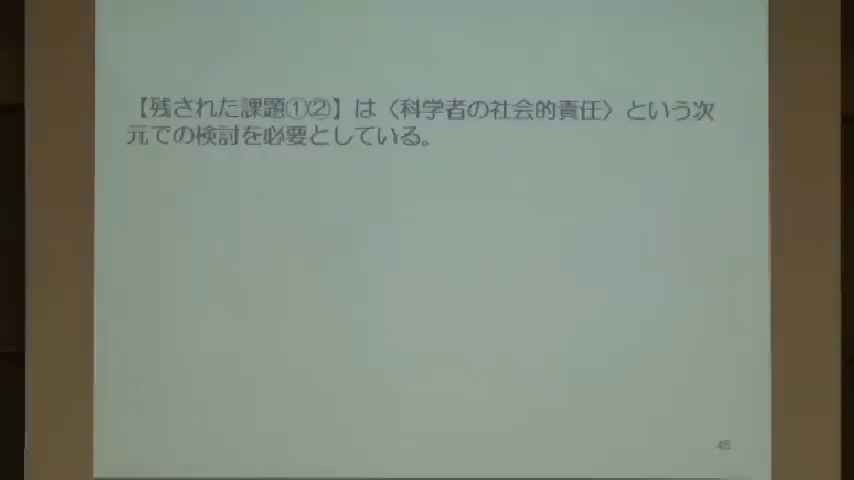 【残された課題①②】は〈科学者の社会的責任〉という次
元での検討を必要としている。
45